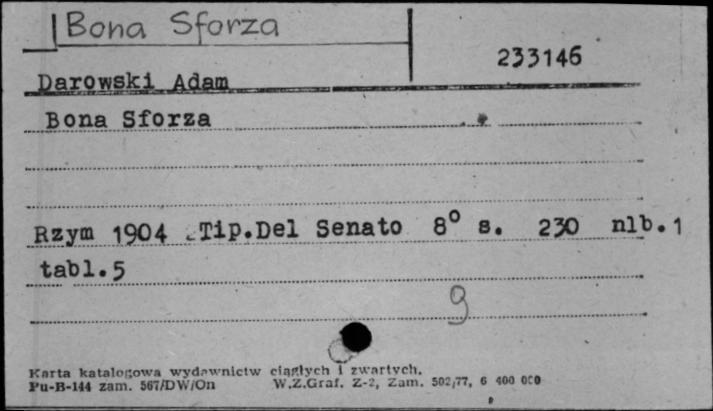 Bona Sforza
233146
Darowski Adam
Bona Sforza
Rzym 1904 Tip.Del Senato 8° s. 230 nlb.1
tabl.5
g
Karta katalogowa wydawnictw ciągłych i zwartych.
Pu-B-144 zam. 567/DW/On W.Z.Graf. Z-2, Zam. 502/77, 6 400 000